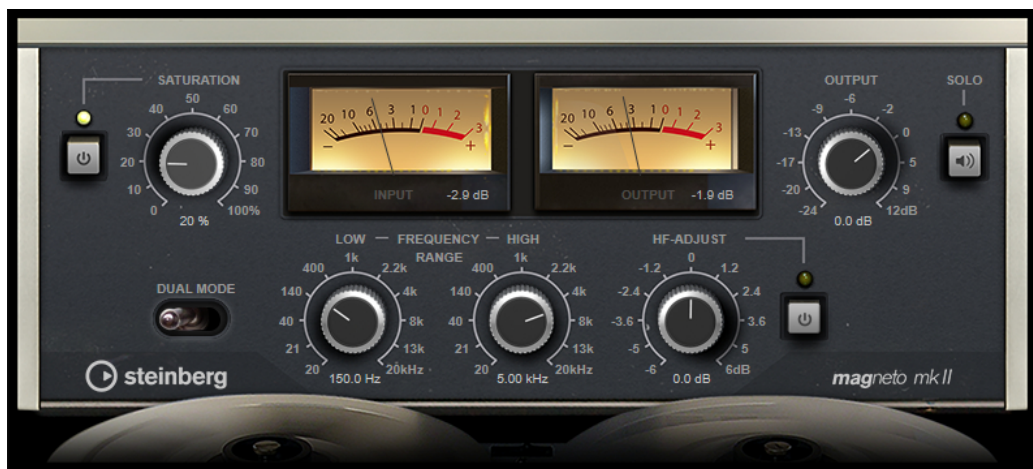 SATURATION
50
40 60
30 70
20 80
10 90
0 100%
20 %
20 10 6 3 1 0 1 2 3
- +
INPUT -2.9 dB
20 10 6 3 1 0 1 2 3
- +
OUTPUT -1.9 dB
OUTPUT
-6
-9 -2
-13 0
-17 5
-20 9
-24 12dB
0.0 dB
SOLO
DUAL MODE
LOW — FREQUENCY — HIGH
RANGE
1k
400 2.2k
140 4k
40 8k
21 13k
20 20kHz
150.0 Hz
1k
400 2.2k
140 4k
40 8k
21 13k
20 20kHz
5.00 kHz
HF-ADJUST
0
-1.2 1.2
-2.4 2.4
-3.6 3.6
-5 5
-6 6dB
0.0 dB
steinberg
magneto mkII